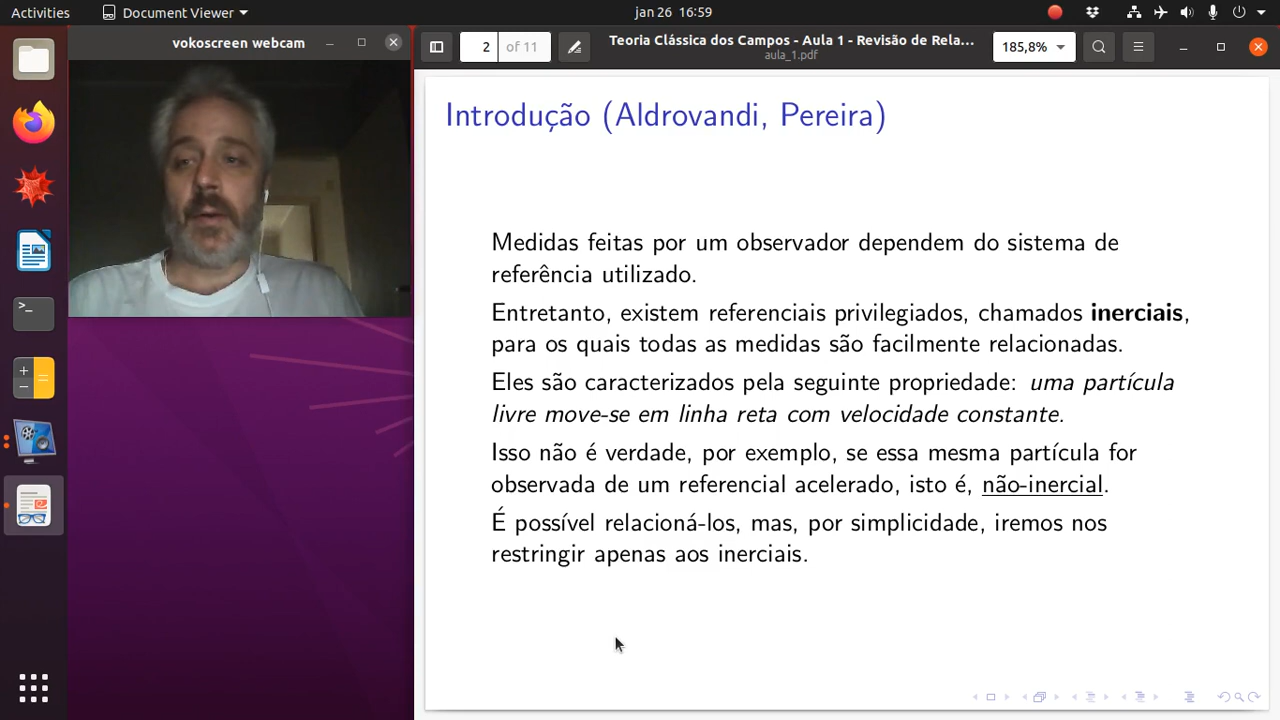 Activities
Document Viewer
jan 26 16:59
vokoscreen webcam
2 of 11
Teoria Clássica dos Campos - Aula 1 - Revisão de Rela...
aula_1.pdf
185,8%
Introdução (Aldrovandi, Pereira)
Medidas feitas por um observador dependem do sistema de
referência utilizado.
Entretanto, existem referenciais privilegiados, chamados inerciais,
para os quais todas as medidas são facilmente relacionadas.
Eles são caracterizados pela seguinte propriedade: uma partícula
livre move-se em linha reta com velocidade constante.
Isso não é verdade, por exemplo, se essa mesma partícula for
observada de um referencial acelerado, isto é, não-inercial.
É possível relacioná-los, mas, por simplicidade, iremos nos
restringir apenas aos inerciais.